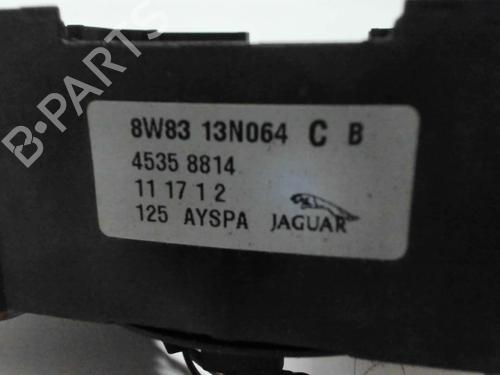 8W83 13N064 C B
4535 8814
11 17 1 2
125 AYSPA JAGUAR
B-PARTS